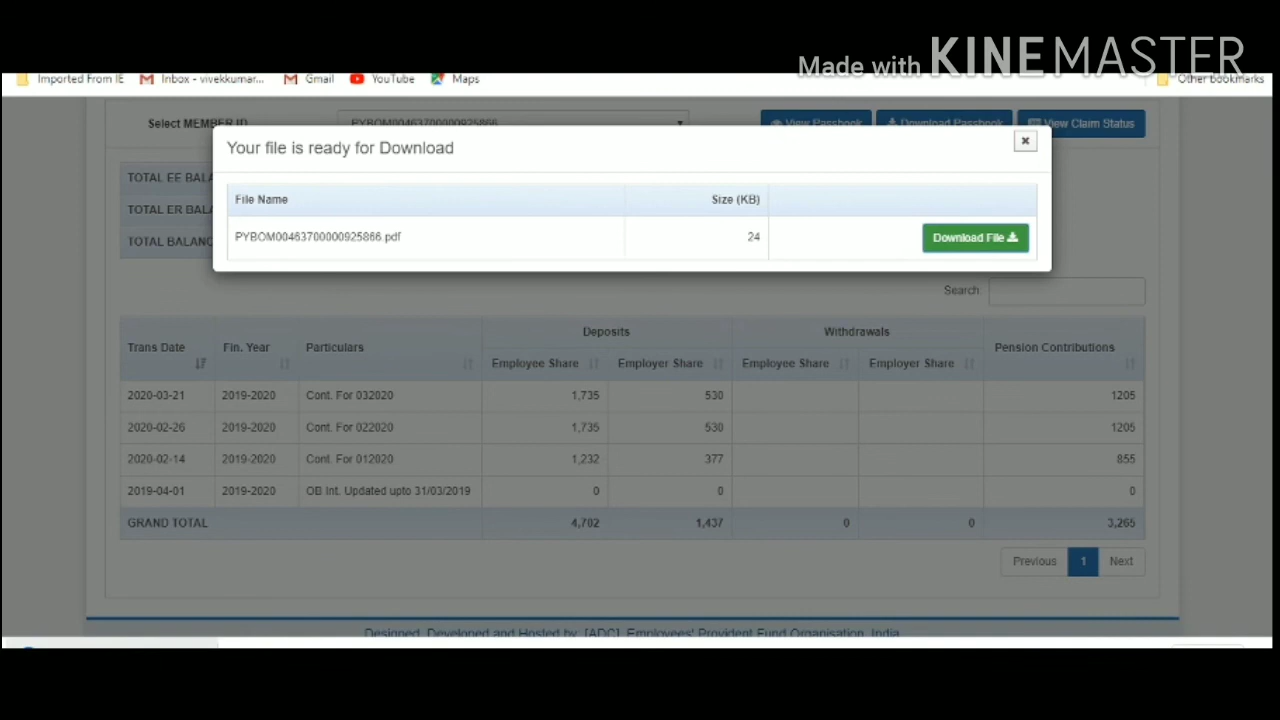 Made with KINEMASTER
Imported From IE Inbox - vivekkumar... Gmail YouTube Maps Other bookmarks
Select MEMBER ID PYBOM00463700000925866 View Passbook Download Passbook View Claim Status
Your file is ready for Download
TOTAL EE BALA
File Name Size (KB)
TOTAL ER BALA
PYBOM00463700000925866.pdf 24 Download File
TOTAL BALANC
Search
Deposits Withdrawals
Trans Date Fin. Year Particulars Pension Contributions
Employee Share Employer Share Employee Share Employer Share
2020-03-21 2019-2020 Cont. For 032020 1,735 530 1205
2020-02-26 2019-2020 Cont. For 022020 1,735 530 1205
2020-02-14 2019-2020 Cont. For 012020 1,232 377 855
2019-04-01 2019-2020 OB Int. Updated upto 31/03/2019 0 0 0
GRAND TOTAL 4,702 1,437 0 0 3,265
Previous 1 Next
Designed, Developed and Hosted by: [ADC], Employees' Provident Fund Organisation, India